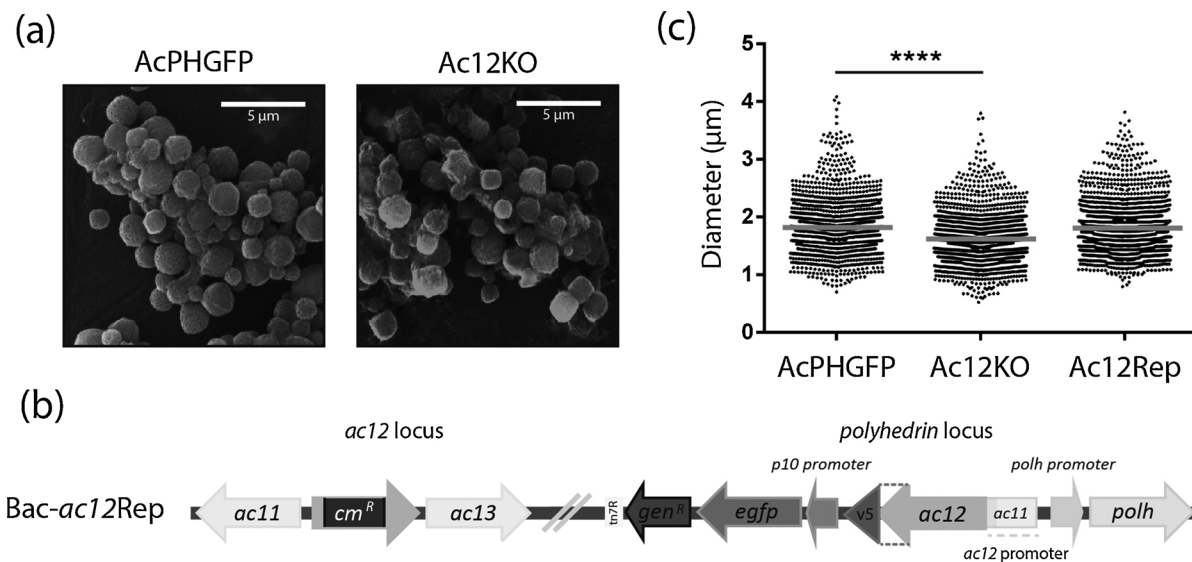 (a)
AcPHGFP
Ac12KO
5 µm
5 µm
(c)
****
Diameter (µm)
5
4
3
2
1
0
AcPHGFP
Ac12KO
Ac12Rep
(b)
ac12 locus
polyhedrin locus
p10 promoter
polh promoter
Bac-ac12Rep
ac11
cmR
ac13
tn7R
genR
egfp
v5
ac12
ac11
polh
ac12 promoter